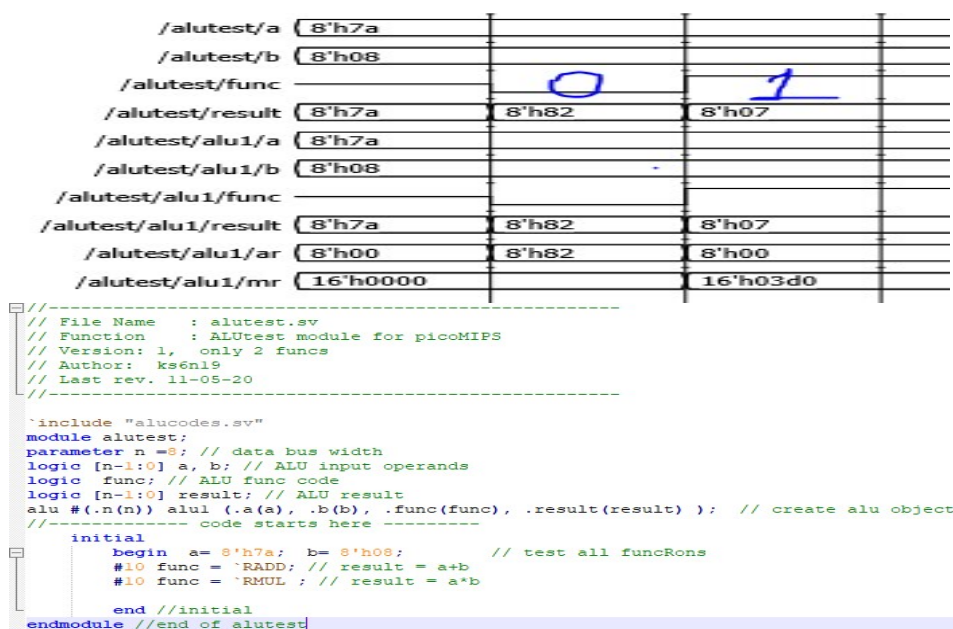 /alutest/a 8'h7a
/alutest/b 8'h08
/alutest/func 0 1
/alutest/result 8'h7a 8'h82 8'h07
/alutest/alu1/a 8'h7a
/alutest/alu1/b 8'h08
/alutest/alu1/func
/alutest/alu1/result 8'h7a 8'h82 8'h07
/alutest/alu1/ar 8'h00 8'h82 8'h00
/alutest/alu1/mr 16'h0000 16'h03d0
//---------------------------------------------------------
// File Name : alutest.sv
// Function : ALUtest module for picoMIPS
// Version: 1, only 2 funcs
// Author: ks6n19
// Last rev. 11-05-20
//---------------------------------------------------------
`include "alucodes.sv"
module alutest;
parameter n =8; // data bus width
logic [n-1:0] a, b; // ALU input operands
logic func; // ALU func code
logic [n-1:0] result; // ALU result
alu #(.n(n)) alu1 (.a(a), .b(b), .func(func), .result(result) ); // create alu object
//------------- code starts here ---------
initial
begin a= 8'h7a; b= 8'h08; // test all funcRons
#10 func = `RADD; // result = a+b
#10 func = `RMUL ; // result = a*b
end //initial
endmodule //end of alutest